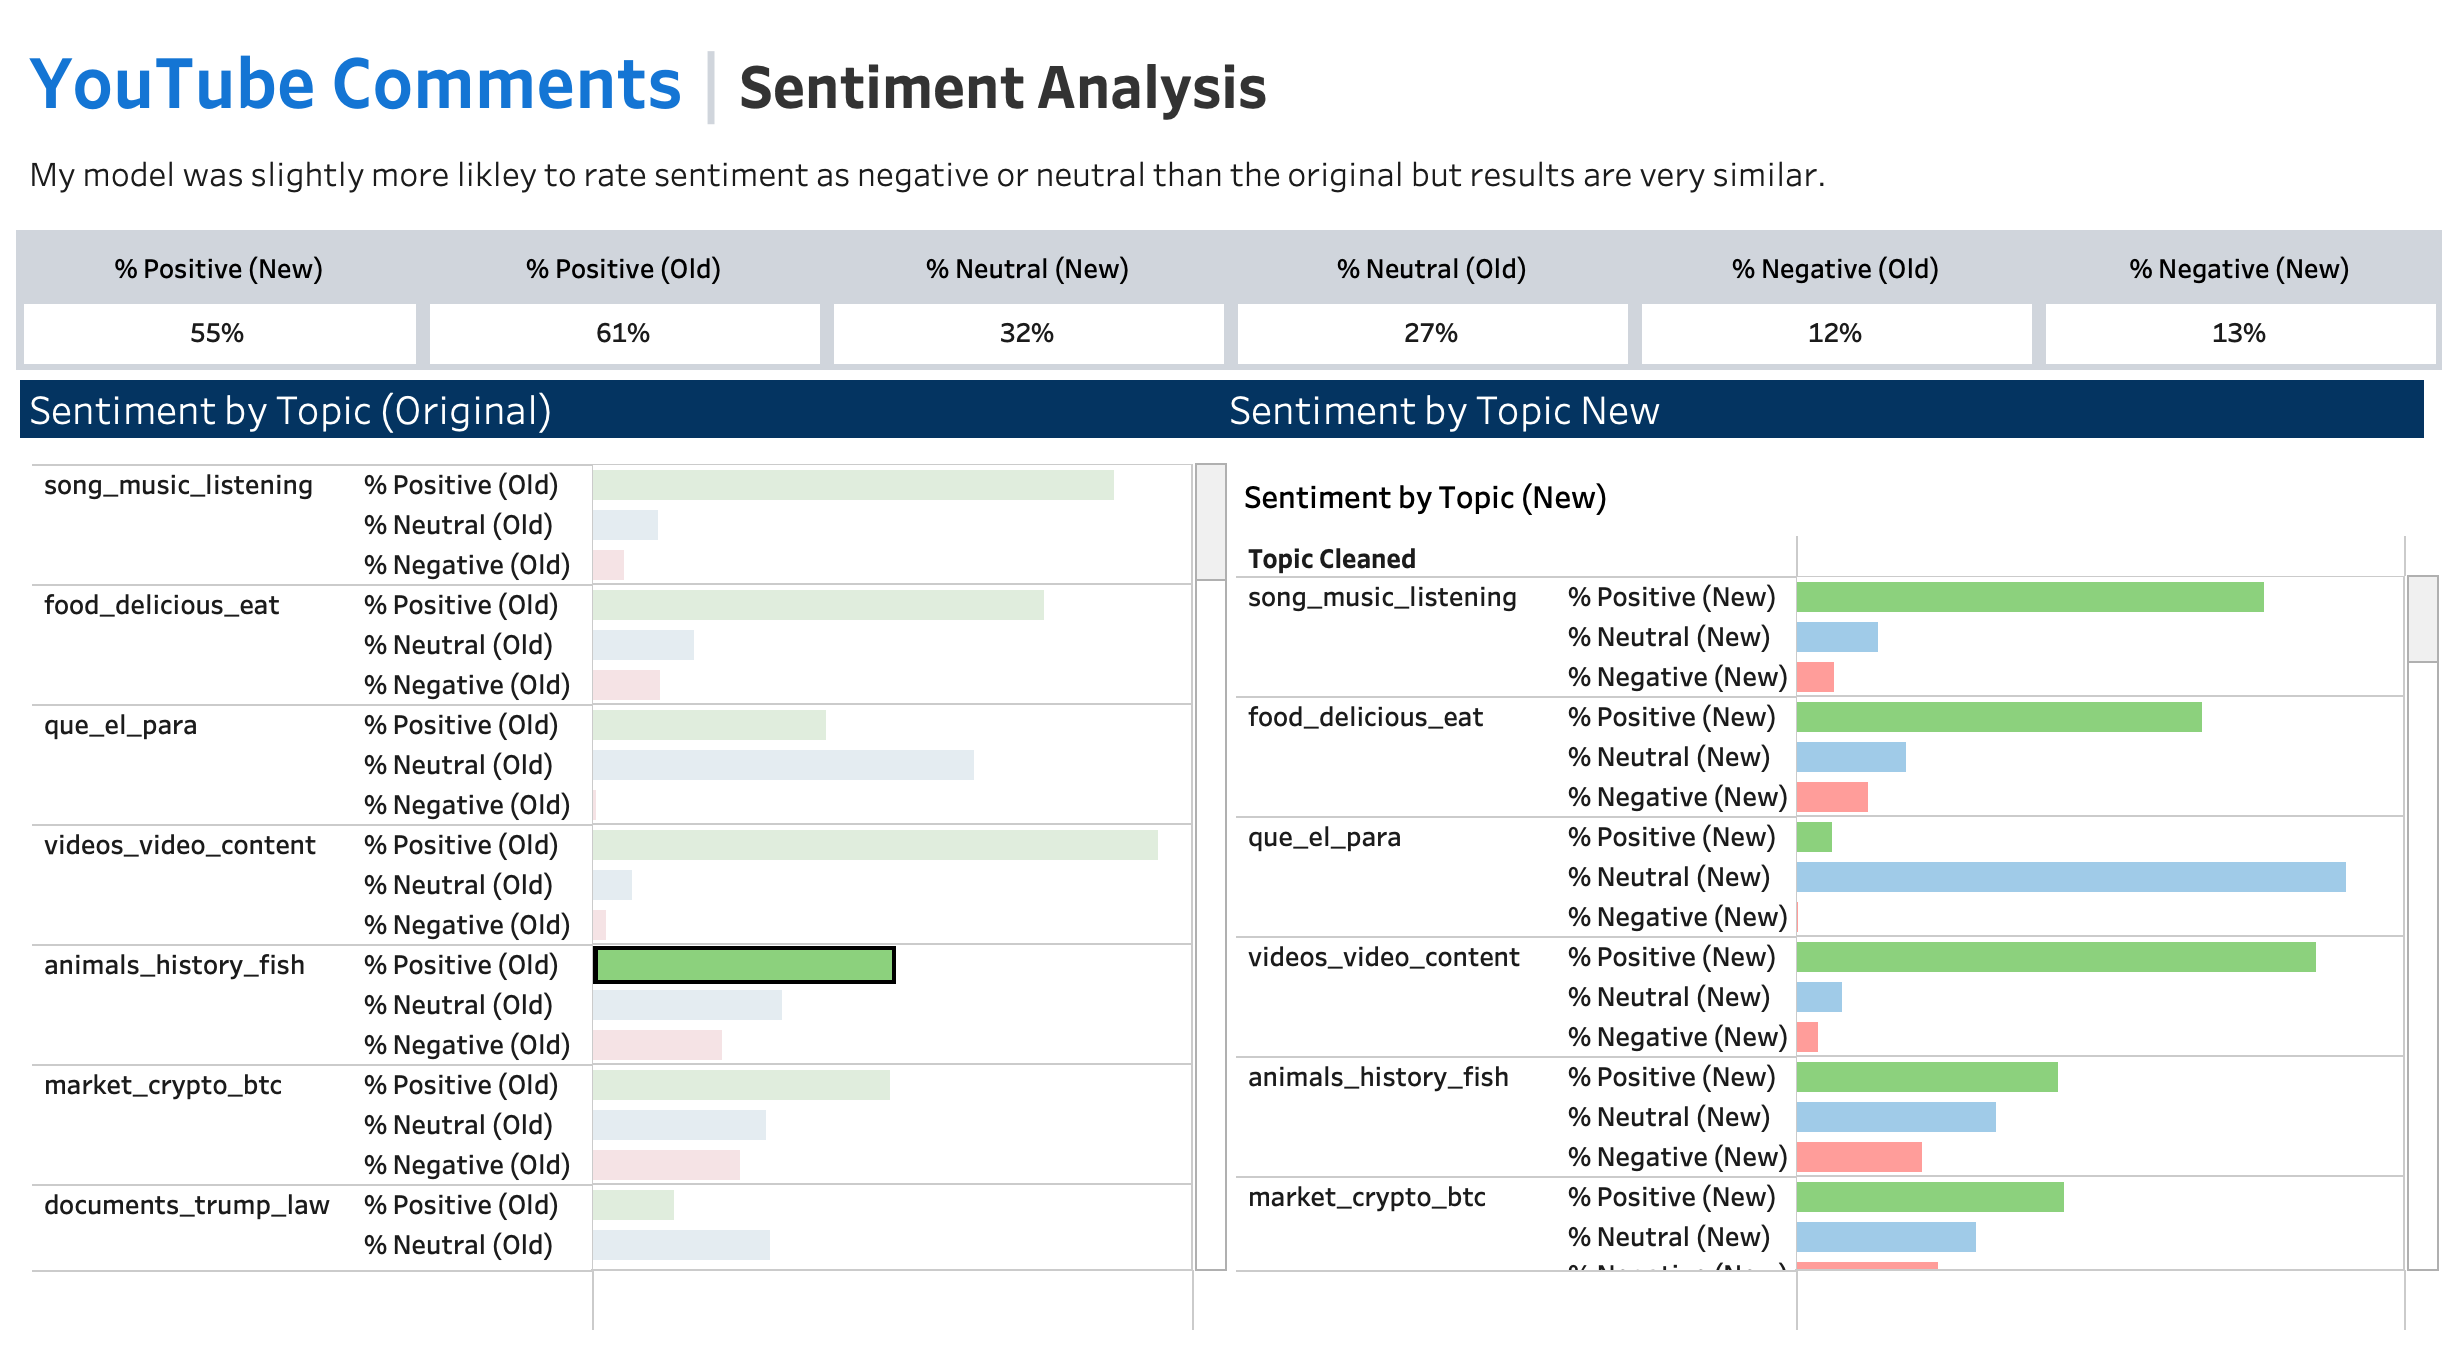 YouTube Comments | Sentiment Analysis
My model was slightly more likley to rate sentiment as negative or neutral than the original but results are very similar.
% Positive (New) % Positive (Old) % Neutral (New) % Neutral (Old) % Negative (Old) % Negative (New)
55% 61% 32% 27% 12% 13%
Sentiment by Topic (Original)
song_music_listening % Positive (Old)
% Neutral (Old)
% Negative (Old)
food_delicious_eat % Positive (Old)
% Neutral (Old)
% Negative (Old)
que_el_para % Positive (Old)
% Neutral (Old)
% Negative (Old)
videos_video_content % Positive (Old)
% Neutral (Old)
% Negative (Old)
animals_history_fish % Positive (Old)
% Neutral (Old)
% Negative (Old)
market_crypto_btc % Positive (Old)
% Neutral (Old)
% Negative (Old)
documents_trump_law % Positive (Old)
% Neutral (Old)
Sentiment by Topic New
Sentiment by Topic (New)
Topic Cleaned
song_music_listening % Positive (New)
% Neutral (New)
% Negative (New)
food_delicious_eat % Positive (New)
% Neutral (New)
% Negative (New)
que_el_para % Positive (New)
% Neutral (New)
% Negative (New)
videos_video_content % Positive (New)
% Neutral (New)
% Negative (New)
animals_history_fish % Positive (New)
% Neutral (New)
% Negative (New)
market_crypto_btc % Positive (New)
% Neutral (New)
% Negative (New)